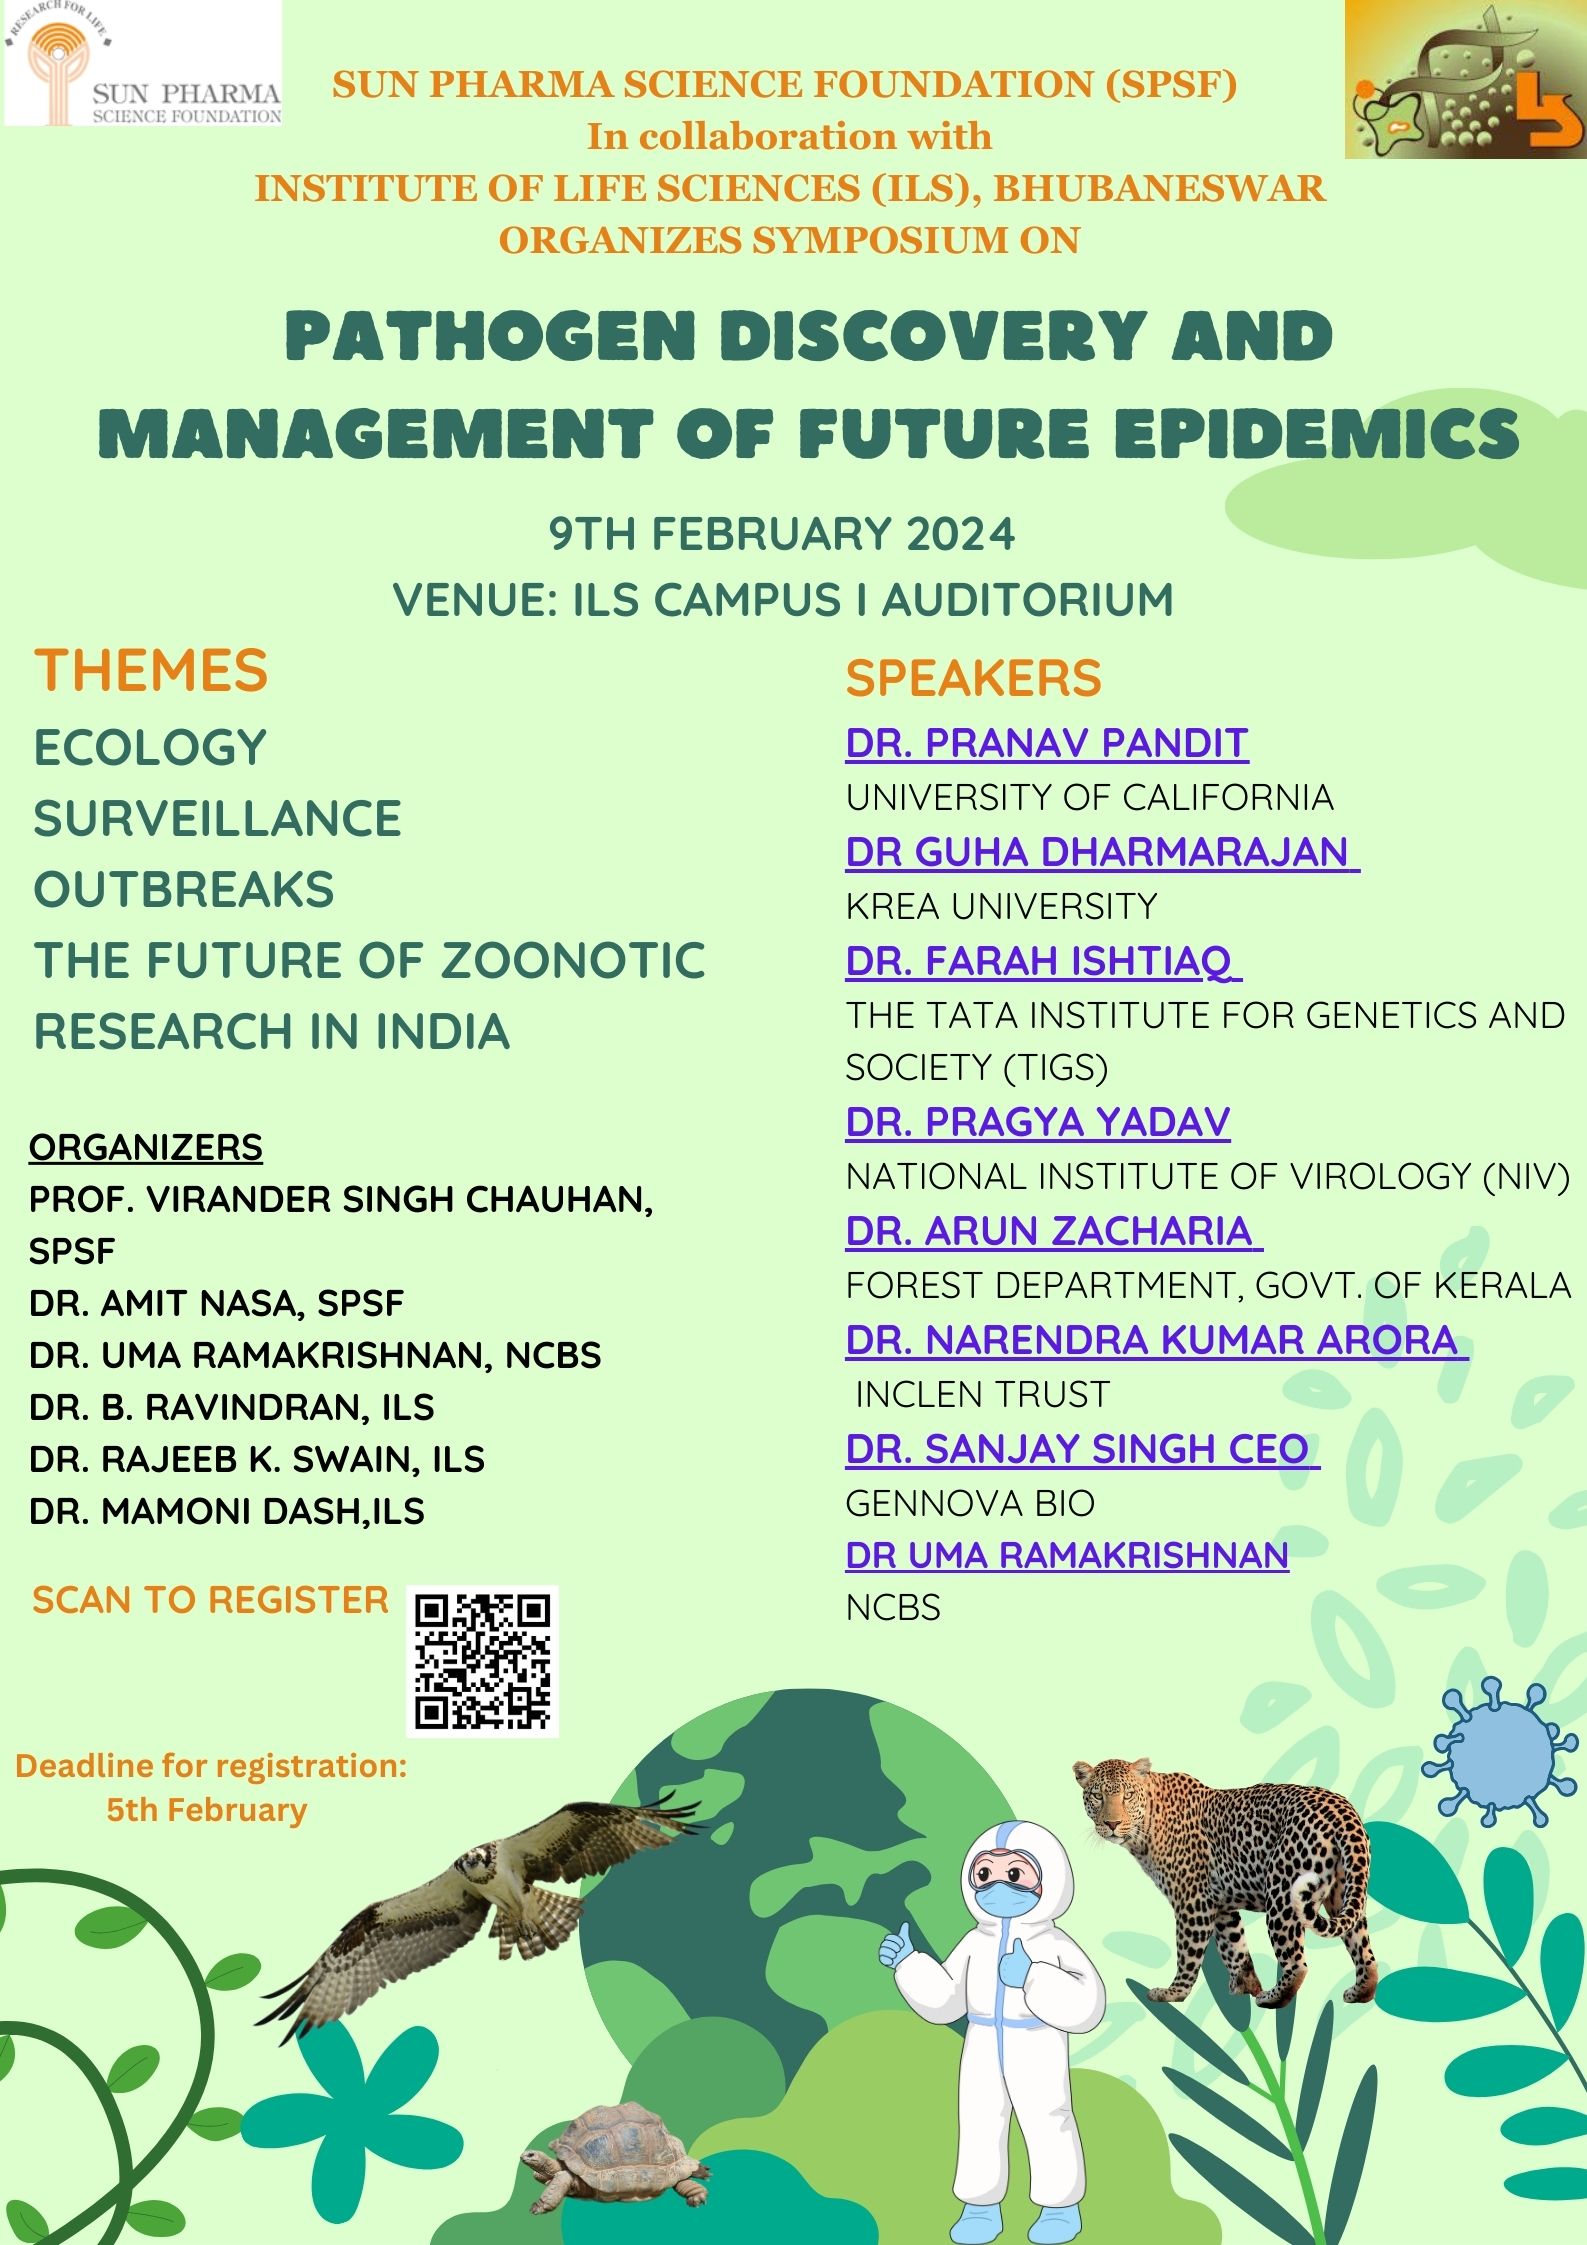 RESEARCH FOR LIFE
SUN PHARMA
SCIENCE FOUNDATION
SUN PHARMA SCIENCE FOUNDATION (SPSF)
In collaboration with
INSTITUTE OF LIFE SCIENCES (ILS), BHUBANESWAR
ORGANIZES SYMPOSIUM ON
PATHOGEN DISCOVERY AND
MANAGEMENT OF FUTURE EPIDEMICS
9TH FEBRUARY 2024
VENUE: ILS CAMPUS I AUDITORIUM
THEMES
ECOLOGY
SURVEILLANCE
OUTBREAKS
THE FUTURE OF ZOONOTIC
RESEARCH IN INDIA
ORGANIZERS
PROF. VIRANDER SINGH CHAUHAN,
SPSF
DR. AMIT NASA, SPSF
DR. UMA RAMAKRISHNAN, NCBS
DR. B. RAVINDRAN, ILS
DR. RAJEEB K. SWAIN, ILS
DR. MAMONI DASH,ILS
SCAN TO REGISTER
Deadline for registration:
5th February
SPEAKERS
DR. PRANAV PANDIT
UNIVERSITY OF CALIFORNIA
DR GUHA DHARMARAJAN
KREA UNIVERSITY
DR. FARAH ISHTIAQ
THE TATA INSTITUTE FOR GENETICS AND
SOCIETY (TIGS)
DR. PRAGYA YADAV
NATIONAL INSTITUTE OF VIROLOGY (NIV)
DR. ARUN ZACHARIA
FOREST DEPARTMENT, GOVT. OF KERALA
DR. NARENDRA KUMAR ARORA
INCLEN TRUST
DR. SANJAY SINGH CEO
GENNOVA BIO
DR UMA RAMAKRISHNAN
NCBS